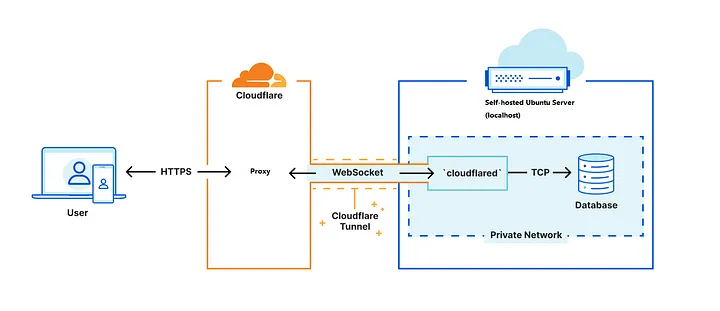 Cloudflare
Self-hosted Ubuntu Server
(localhost)
HTTPS
Proxy
WebSocket
`cloudflared`
TCP
User
Cloudflare
Tunnel
Database
Private Network